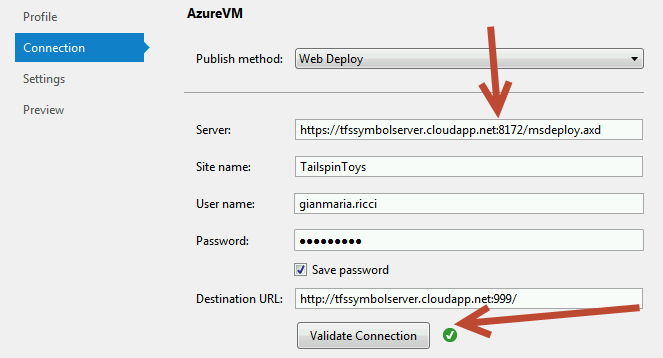 AzureVM
Profile
Connection
Settings
Preview
Publish method: Web Deploy
Server: https://tfssymbolserver.cloudapp.net:8172/msdeploy.axd
Site name: TailspinToys
User name: gianmaria.ricci
Password: ●●●●●●●●●
Save password
Destination URL: http://tfssymbolserver.cloudapp.net:999/
Validate Connection